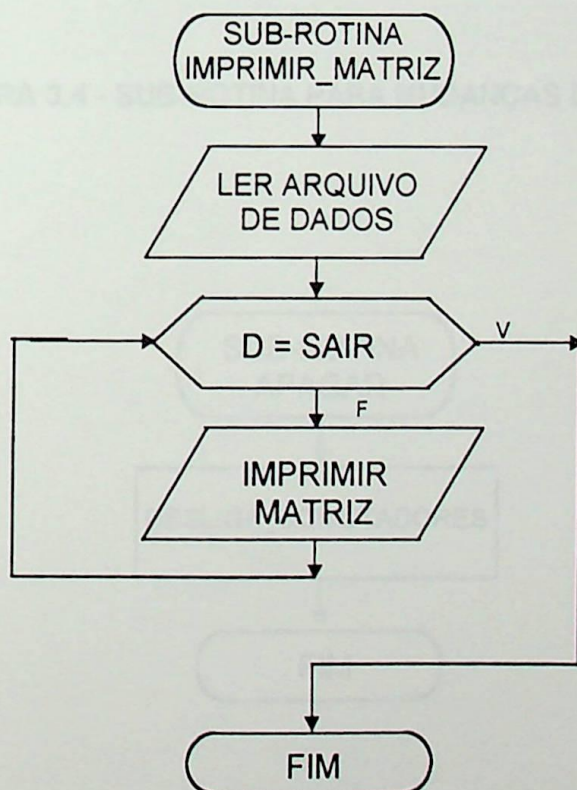 SUB-ROTINA
IMPRIMIR_MATRIZ
LER ARQUIVO
DE DADOS
D = SAIR
V
F
IMPRIMIR
MATRIZ
FIM